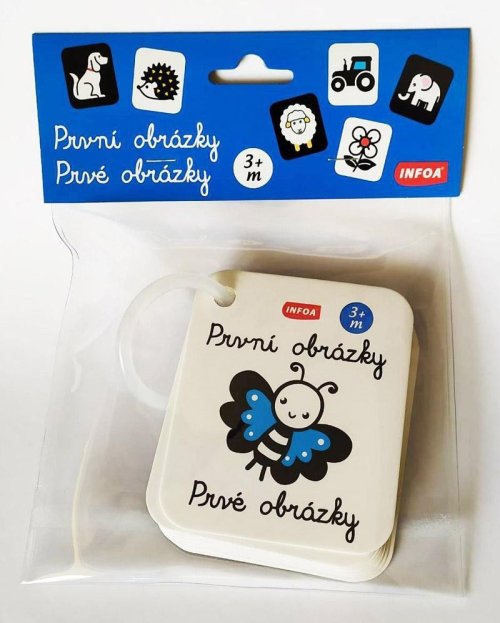 První obrázky
Prvé obrázky
3+
m
INFOA®
INFOA
3+
m
První obrázky
Prvé obrázky